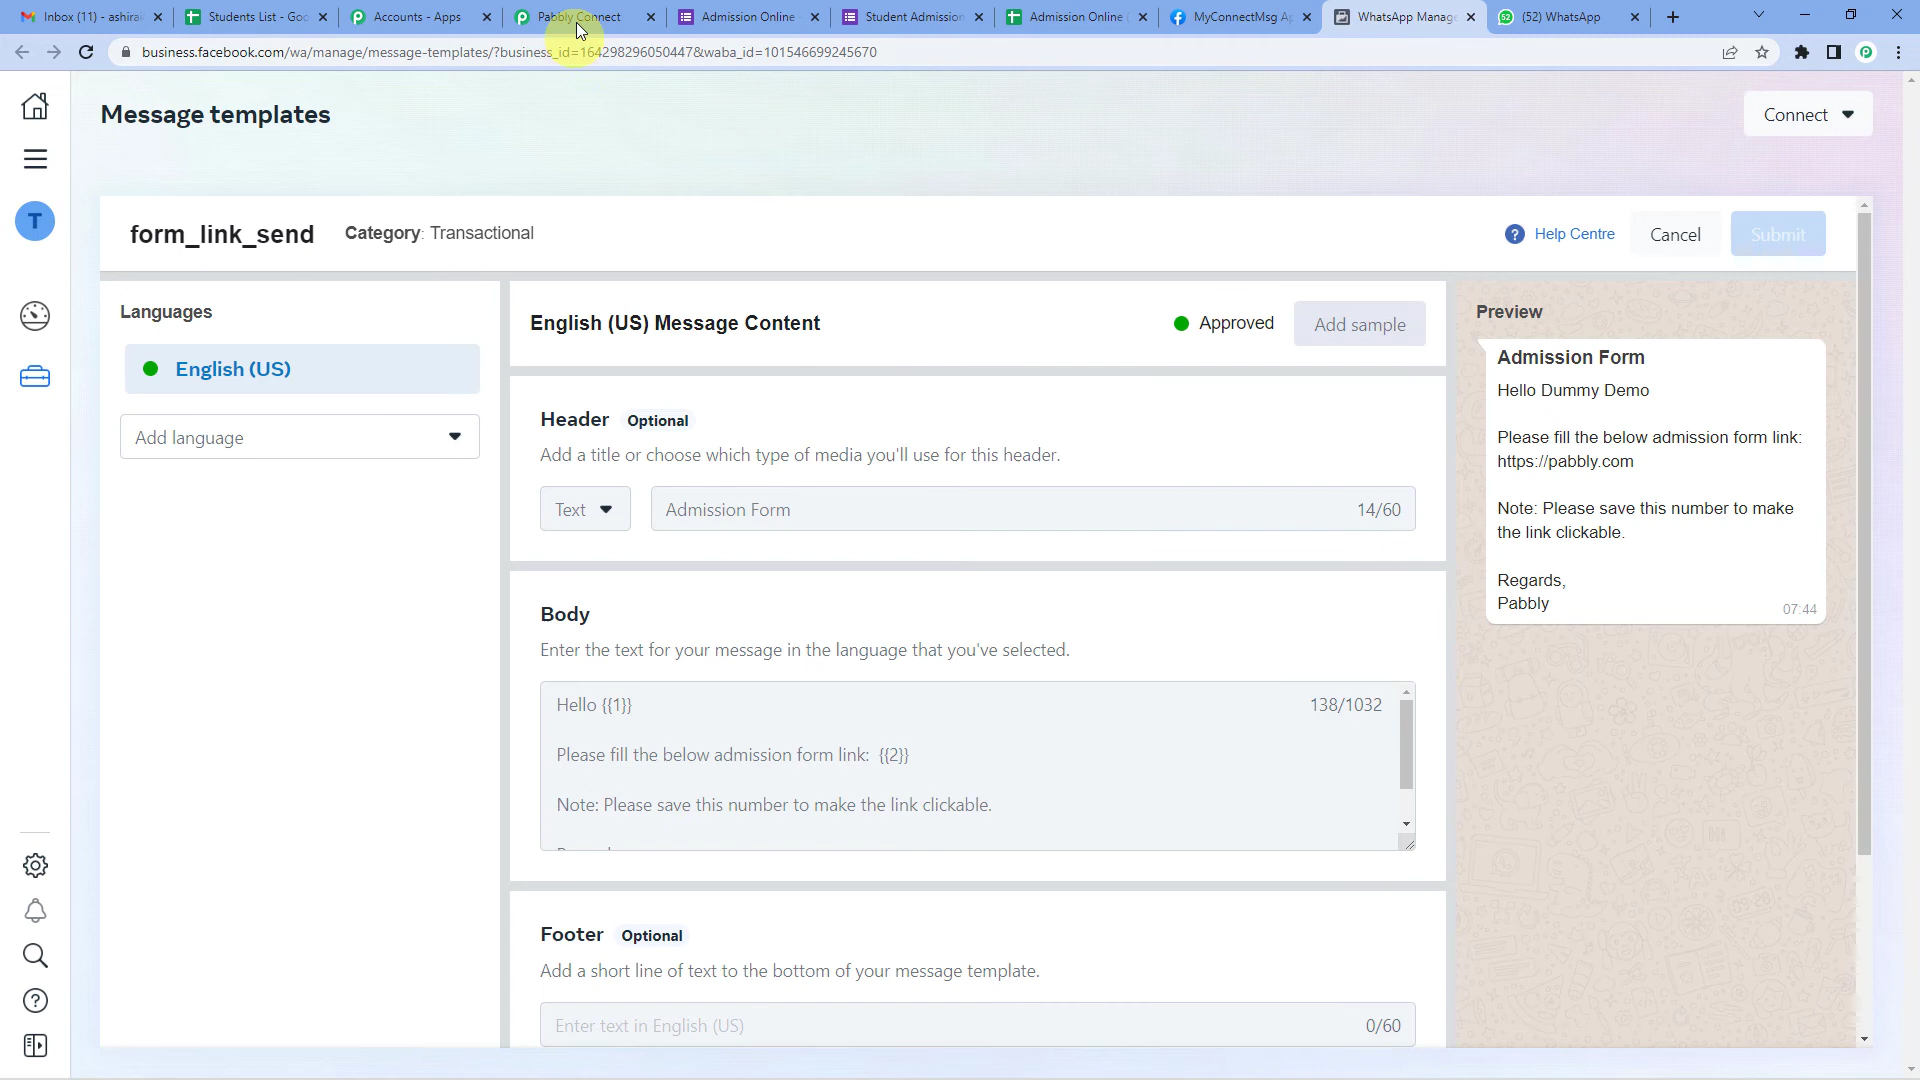 Inbox (11) - ashirai
Students List - Goo
Accounts - Apps
Pabbly Connect
Admission Online
Student Admission
Admission Online (
MyConnectMsg Ap
WhatsApp Manage
(52) WhatsApp
business.facebook.com/wa/manage/message-templates/?business_id=164298296050447&waba_id=101546699245670
Message templates
Connect
T
form_link_send
Category: Transactional
Help Centre
Cancel
Submit
Languages
English (US)
Add language
English (US) Message Content
Approved
Add sample
Header Optional
Add a title or choose which type of media you'll use for this header.
Text
Admission Form
14/60
Body
Enter the text for your message in the language that you've selected.
Hello {{1}}
138/1032
Please fill the below admission form link:  {{2}}
Note: Please save this number to make the link clickable.
Footer Optional
Add a short line of text to the bottom of your message template.
Enter text in English (US)
0/60
Preview
Admission Form
Hello Dummy Demo
Please fill the below admission form link:
https://pabbly.com
Note: Please save this number to make
the link clickable.
Regards,
Pabbly
07:44